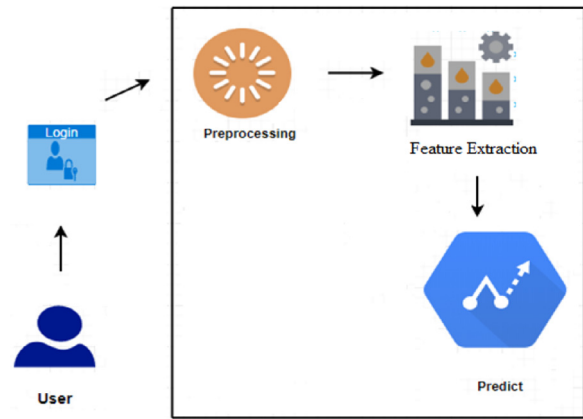 Login
Preprocessing
Feature Extraction
User
Predict